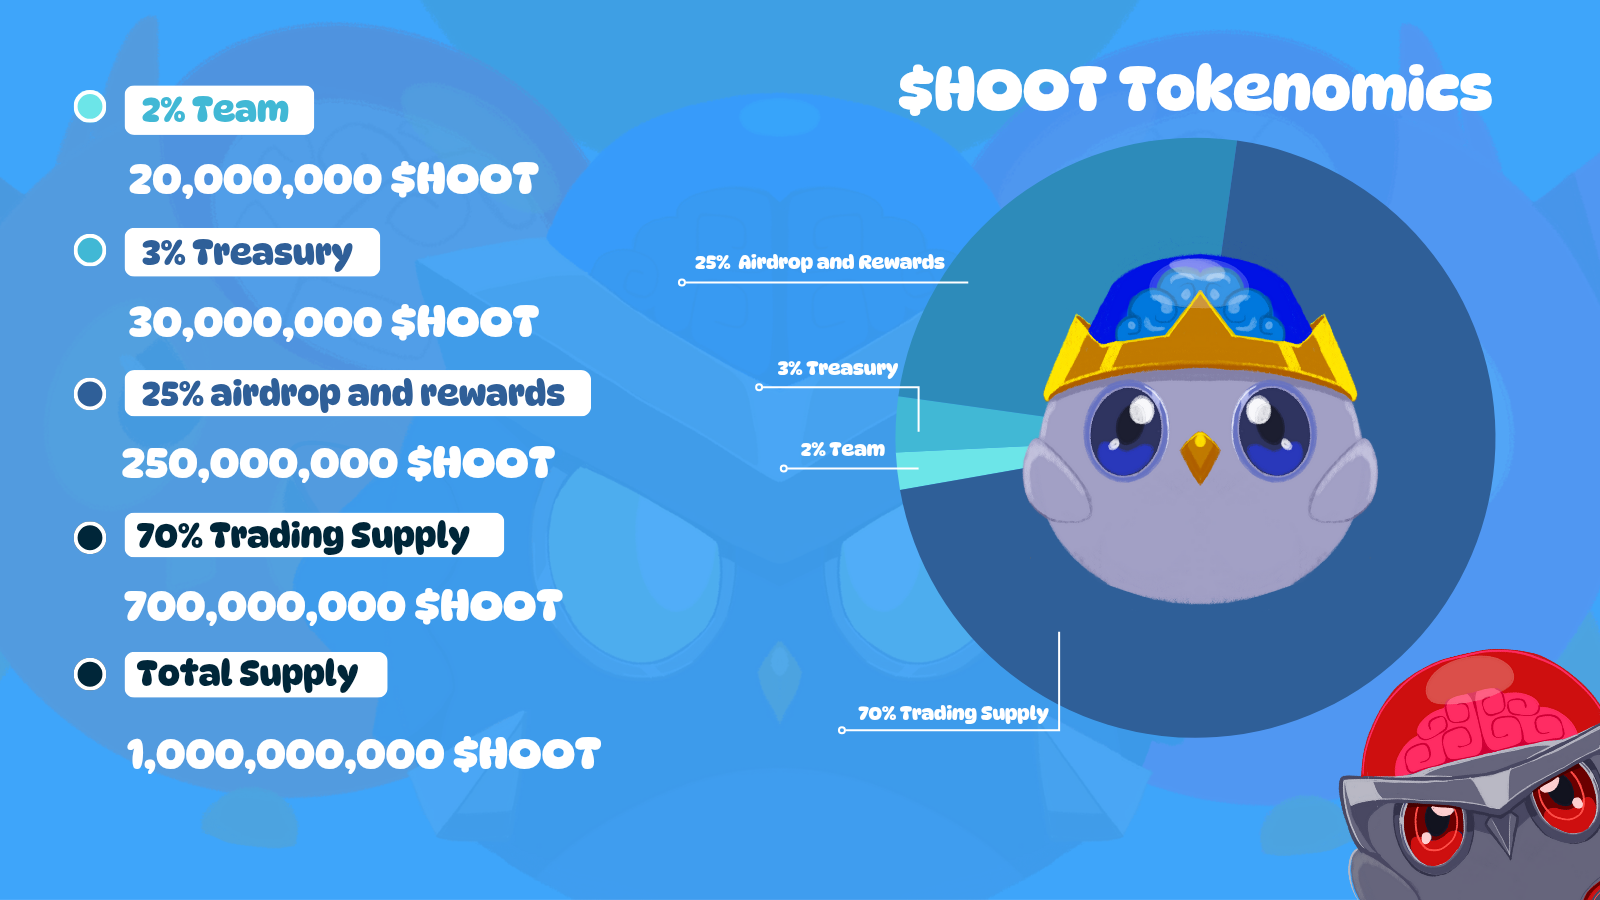 $HOOT Tokenomics
2% Team
20,000,000 $HOOT
3% Treasury
30,000,000 $HOOT
25% airdrop and rewards
250,000,000 $HOOT
70% Trading Supply
700,000,000 $HOOT
Total Supply
1,000,000,000 $HOOT
25% Airdrop and Rewards
3% Treasury
2% Team
70% Trading Supply